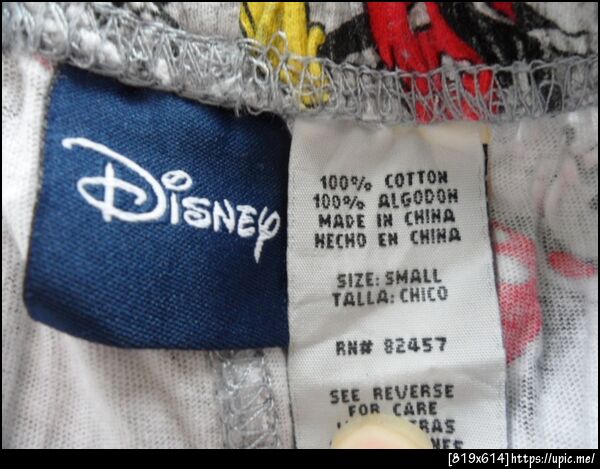 Disney
100% COTTON
100% ALGODON
MADE IN CHINA
HECHO EN CHINA
SIZE: SMALL
TALLA: CHICO
RN# 82457
SEE REVERSE
FOR CARE
[819x614]https://upic.me/